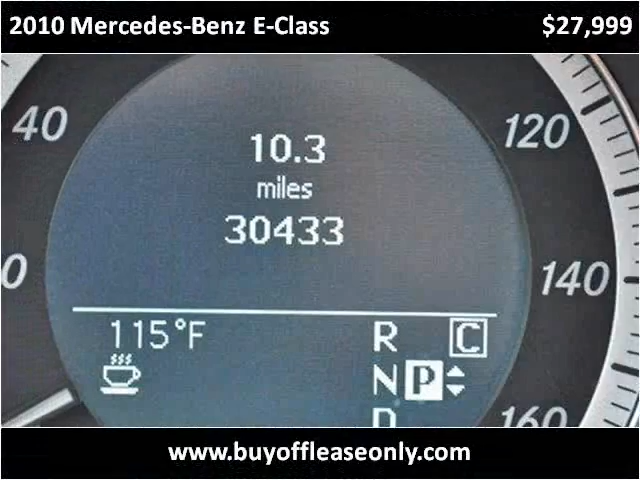 2010 Mercedes-Benz E-Class $27,999
40 120
10.3
miles
30433
0 140
115°F R C
N P
D 160
www.buyoffleaseonly.com